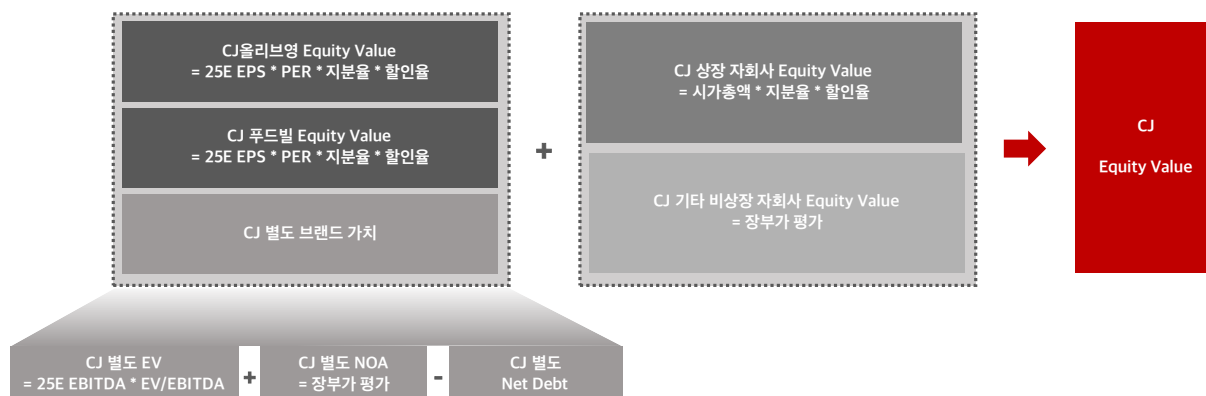 CJ올리브영 Equity Value
= 25E EPS * PER * 지분율 * 할인율
CJ 푸드빌 Equity Value
= 25E EPS * PER * 지분율 * 할인율
CJ 별도 브랜드 가치
+
CJ 상장 자회사 Equity Value
= 시가총액 * 지분율 * 할인율
CJ 기타 비상장 자회사 Equity Value
= 장부가 평가
CJ
Equity Value
CJ 별도 EV
= 25E EBITDA * EV/EBITDA
+
CJ 별도 NOA
= 장부가 평가
-
CJ 별도
Net Debt